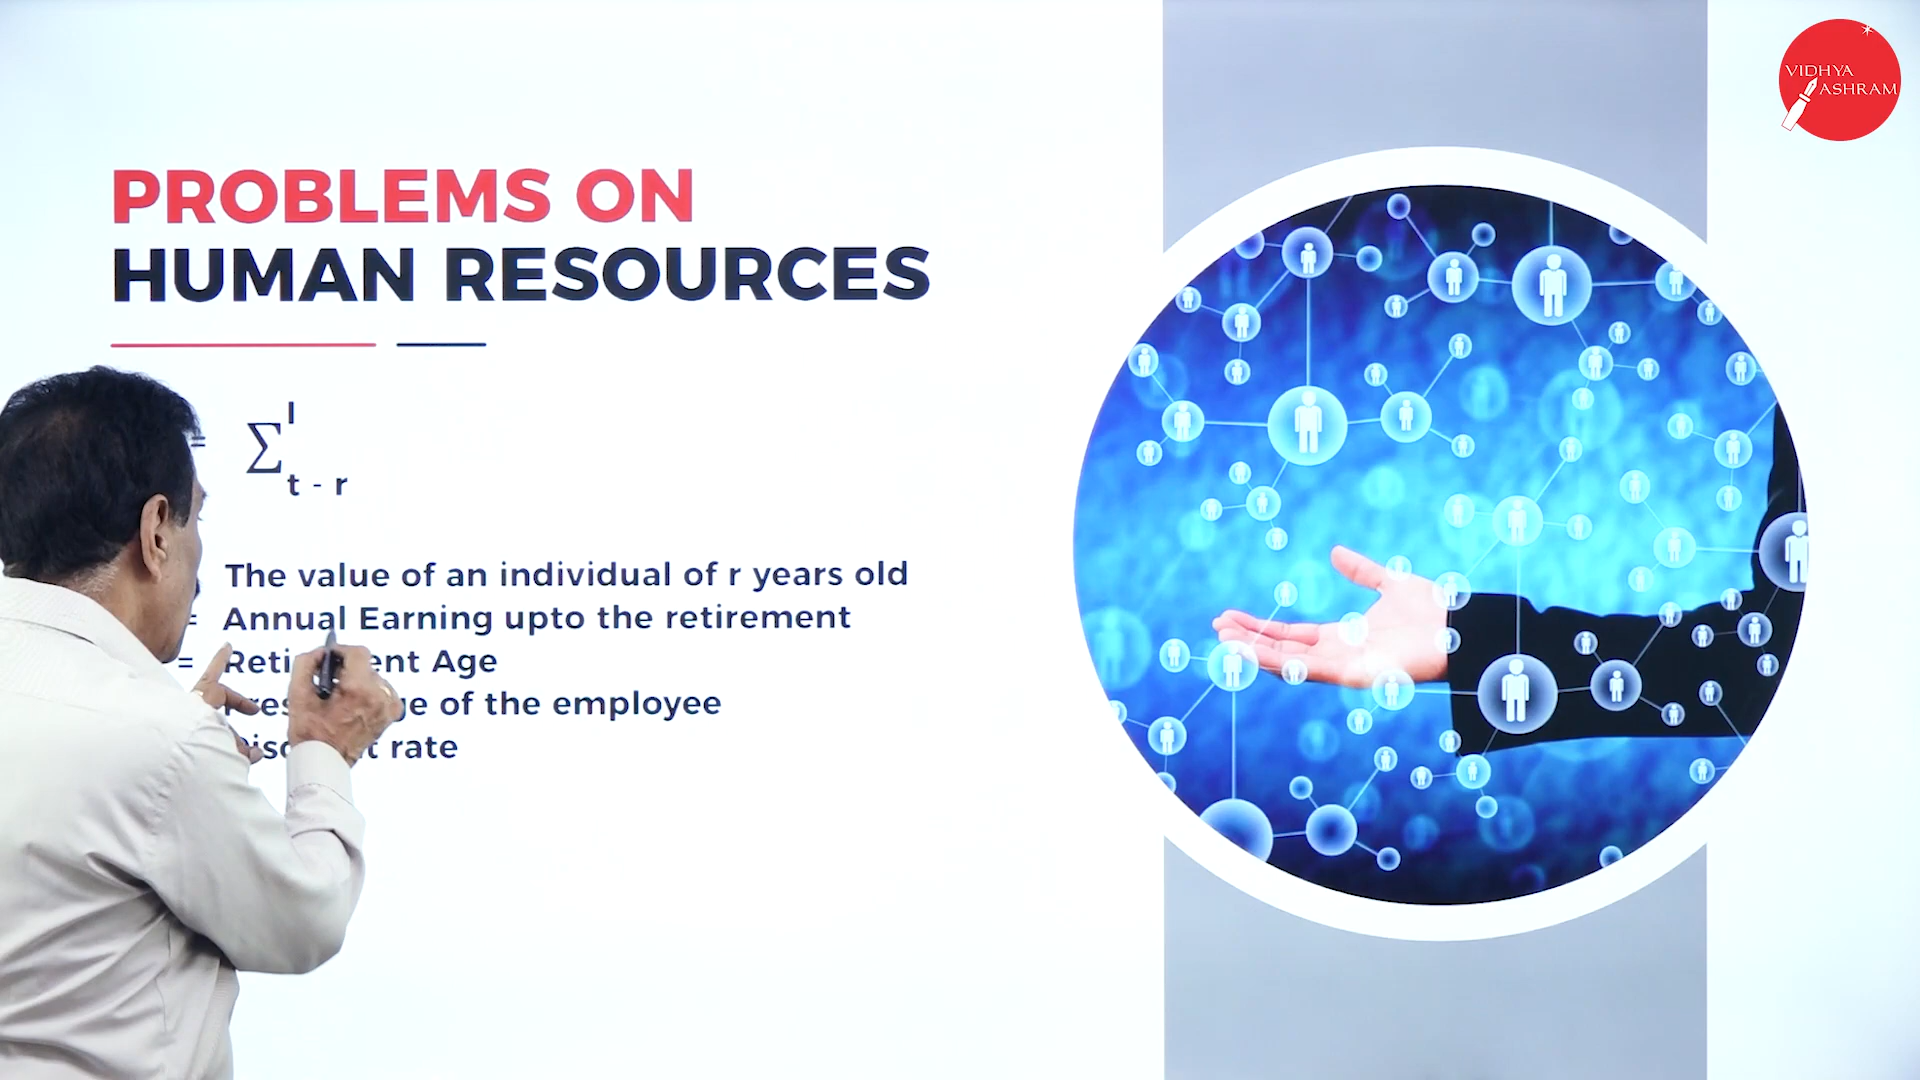 VIDHYA
ASHRAM
PROBLEMS ON
HUMAN RESOURCES
= ∑ I
t - r
The value of an individual of r years old
= Annual Earning upto the retirement
= Age
of the employee
rate